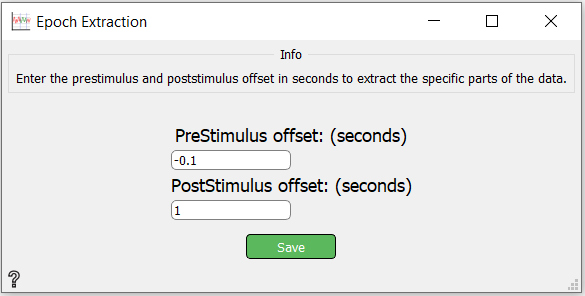 Epoch Extraction
Info
Enter the prestimulus and poststimulus offset in seconds to extract the specific parts of the data.
PreStimulus offset: (seconds)
-0.1
PostStimulus offset: (seconds)
1
Save
?